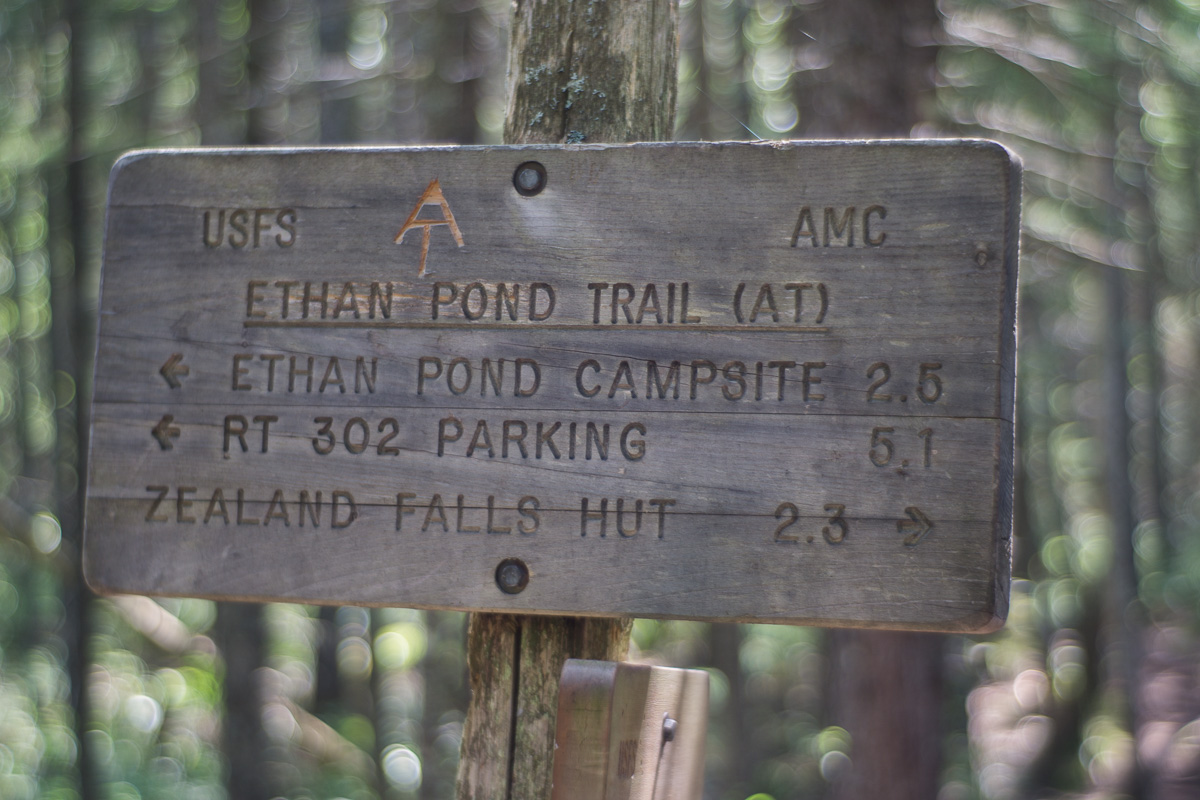 USFS AT AMC
ETHAN POND TRAIL (AT)
← ETHAN POND CAMPSITE 2.5
← RT 302 PARKING 5.1
ZEALAND FALLS HUT 2.3 →